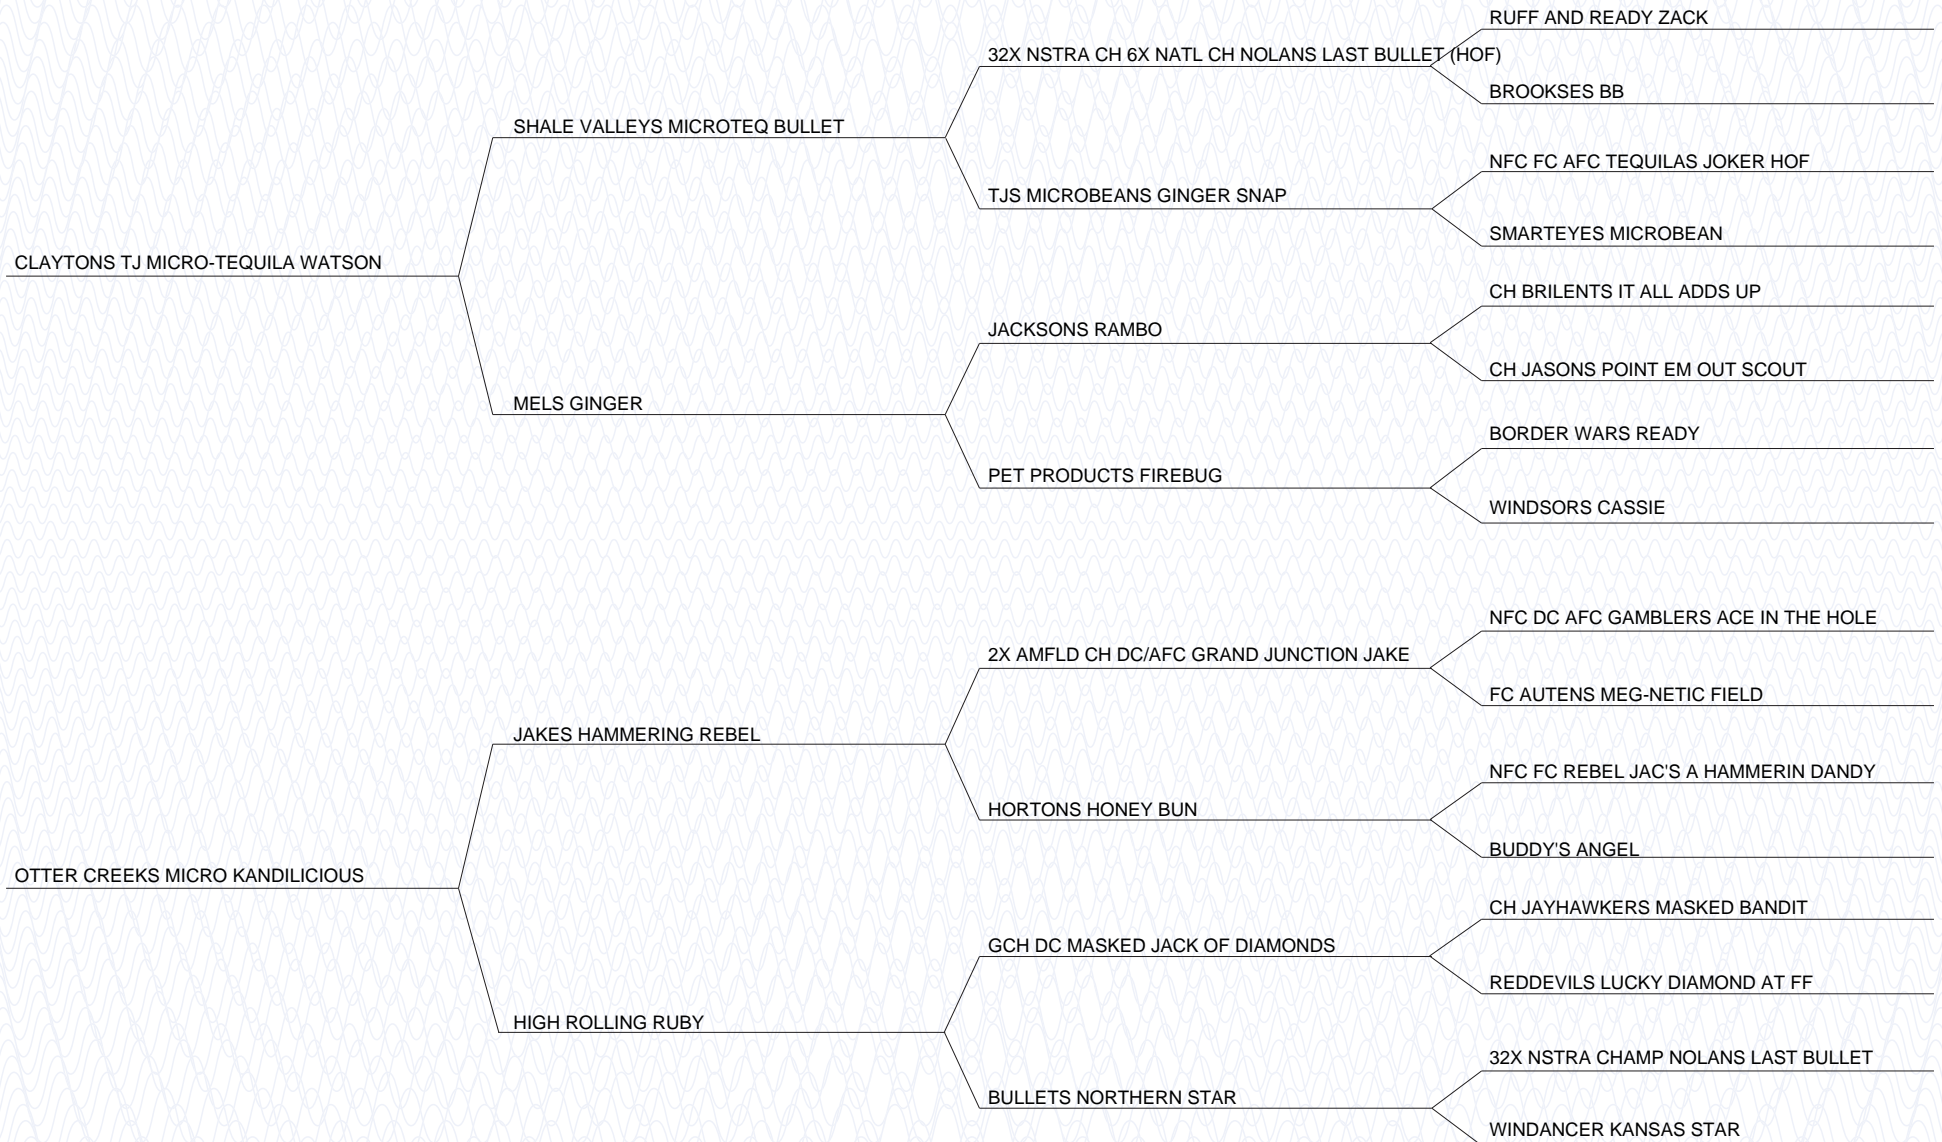 RUFF AND READY ZACK
32X NSTRA CH 6X NATL CH NOLANS LAST BULLET (HOF)
BROOKSES BB
SHALE VALLEYS MICROTEQ BULLET
NFC FC AFC TEQUILAS JOKER HOF
TJS MICROBEANS GINGER SNAP
SMARTEYES MICROBEAN
CLAYTONS TJ MICRO-TEQUILA WATSON
CH BRILENTS IT ALL ADDS UP
JACKSONS RAMBO
CH JASONS POINT EM OUT SCOUT
MELS GINGER
BORDER WARS READY
PET PRODUCTS FIREBUG
WINDSORS CASSIE
NFC DC AFC GAMBLERS ACE IN THE HOLE
2X AMFLD CH DC/AFC GRAND JUNCTION JAKE
FC AUTENS MEG-NETIC FIELD
JAKES HAMMERING REBEL
NFC FC REBEL JAC'S A HAMMERIN DANDY
HORTONS HONEY BUN
BUDDY'S ANGEL
OTTER CREEKS MICRO KANDILICIOUS
CH JAYHAWKERS MASKED BANDIT
GCH DC MASKED JACK OF DIAMONDS
REDDEVILS LUCKY DIAMOND AT FF
HIGH ROLLING RUBY
32X NSTRA CHAMP NOLANS LAST BULLET
BULLETS NORTHERN STAR
WINDANCER KANSAS STAR